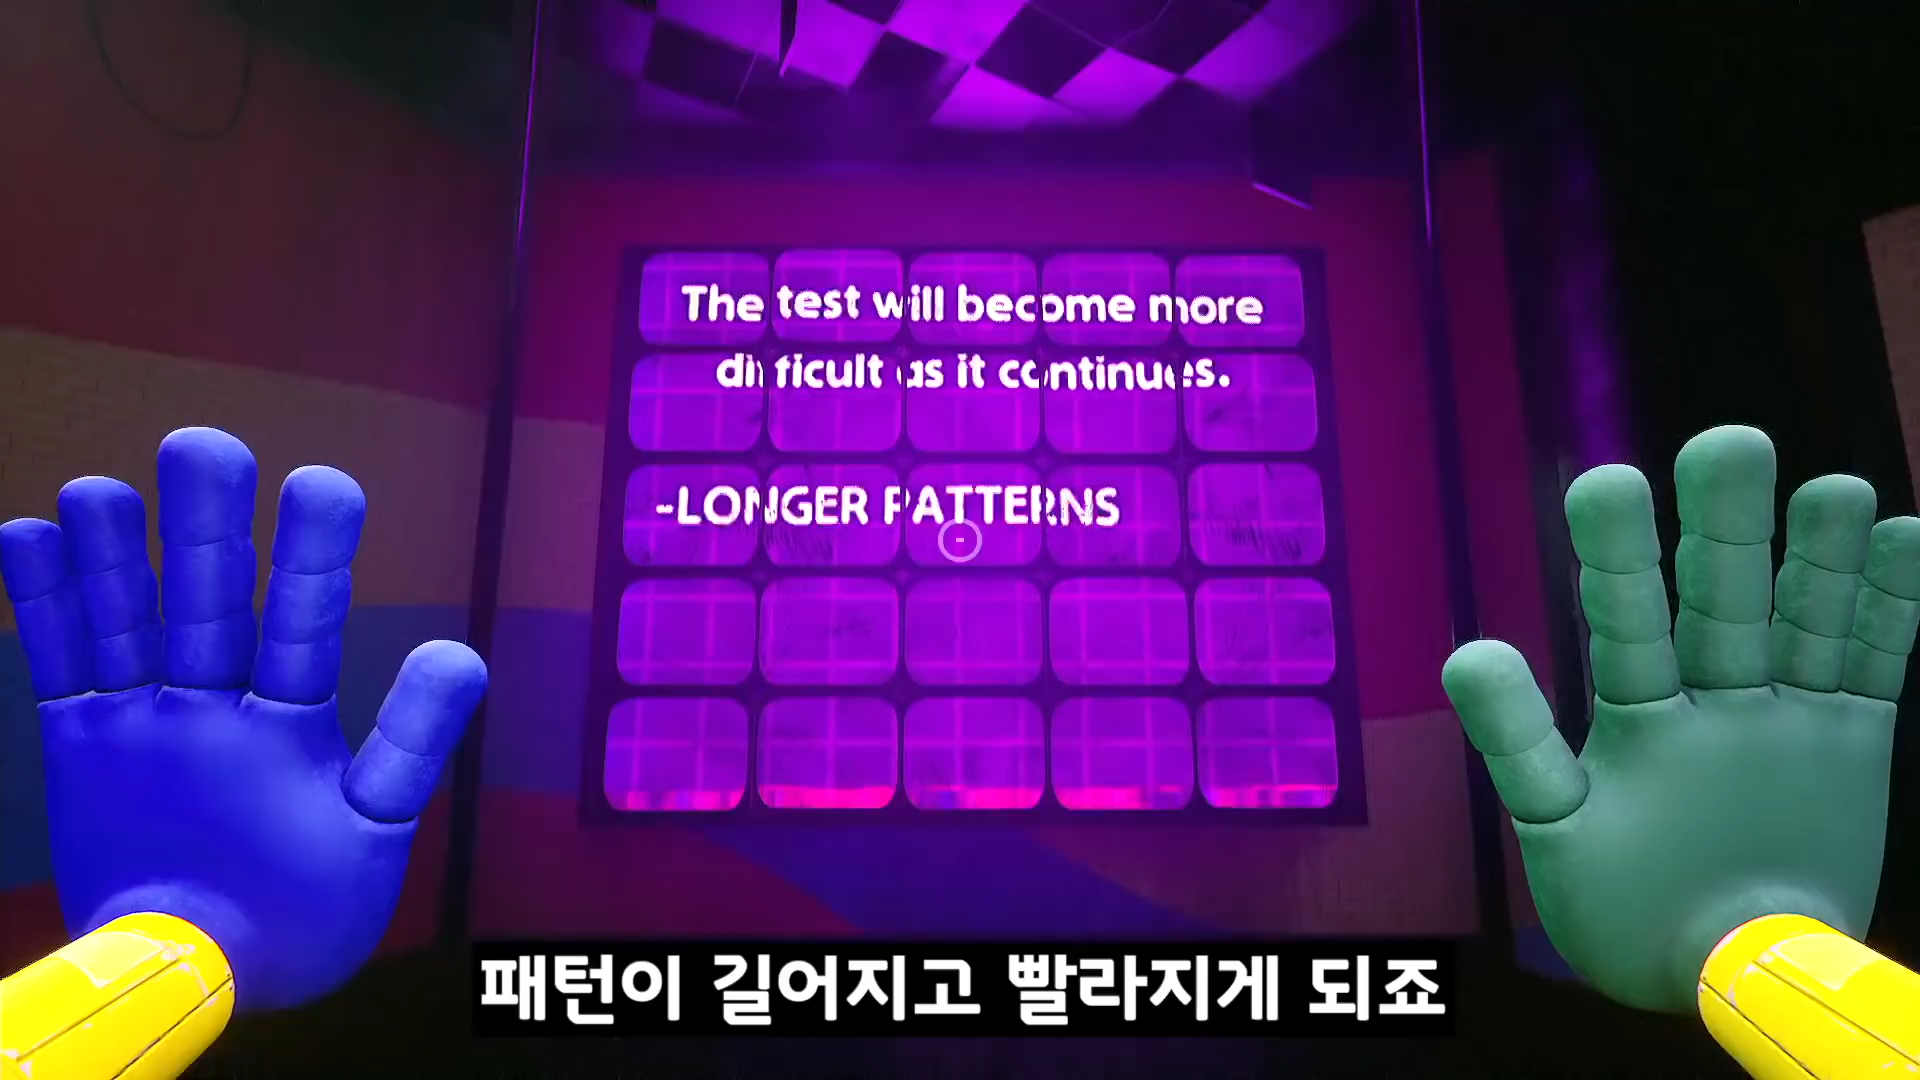 The test will become more
difficult as it continues.
-LONGER PATTERNS
패턴이 길어지고 빨라지게 되죠